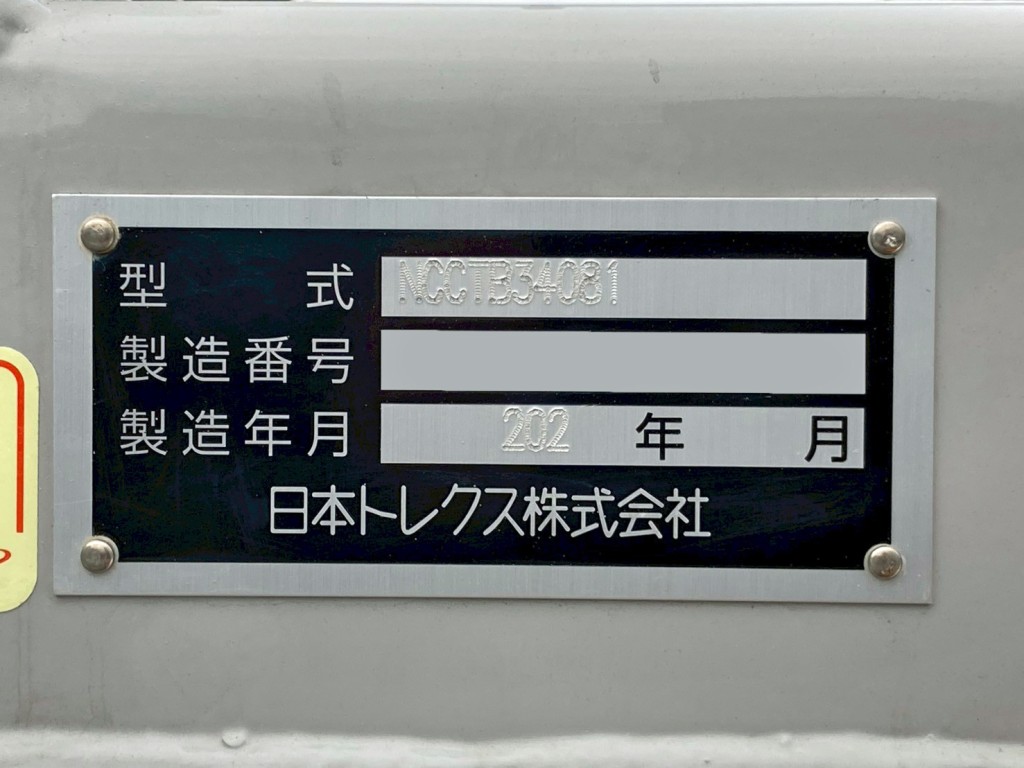 型式 NCCTB34081
製造番号
製造年月 202 年 月
日本トレクス株式会社